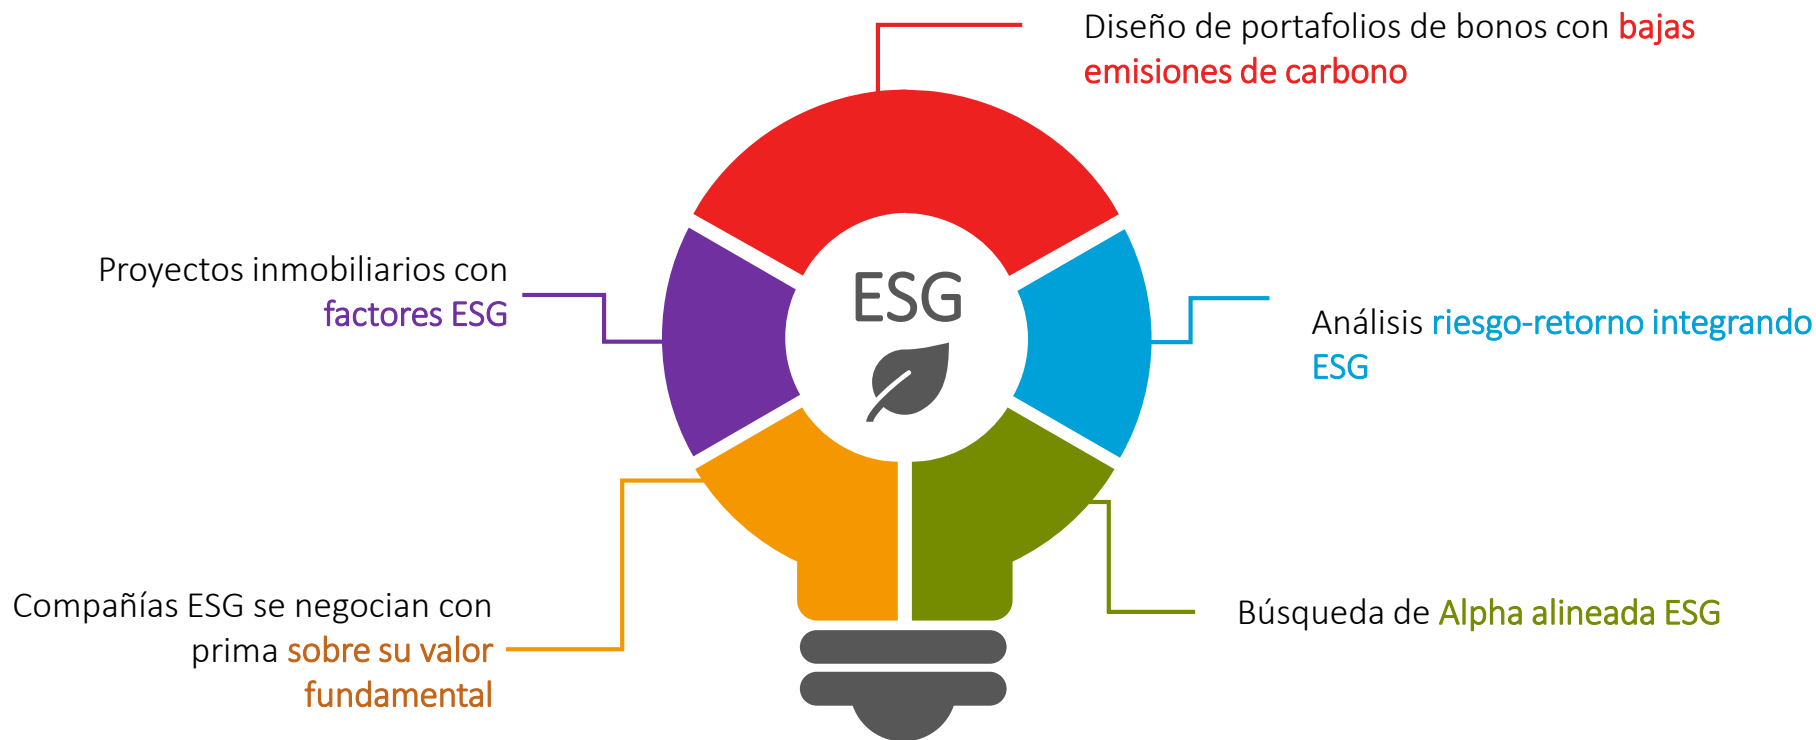 Diseño de portafolios de bonos con bajas
emisiones de carbono
Proyectos inmobiliarios con
factores ESG
ESG
Análisis riesgo-retorno integrando
ESG
Compañías ESG se negocian con
prima sobre su valor
fundamental
Búsqueda de Alpha alineada ESG